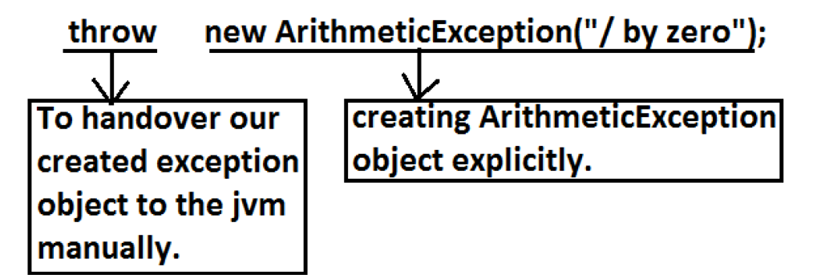 throw new ArithmeticException("/ by zero");
To handover our
created exception
object to the jvm
manually.
creating ArithmeticException
object explicitly.